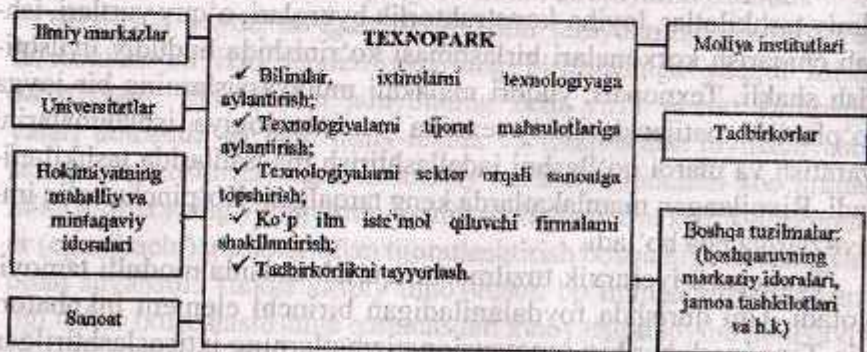 Ilmiy markazlar
Universitetlar
Hokimiyatning
mahalliy va
mintaqaviy
idoralari
Sanoat
TEXNOPARK
✓ Bilimlar, ixtirolarni texnologiyaga
aylantirish;
✓ Texnologiyalarni tijorat mahsulotlariga
aylantirish;
✓ Texnologiyalarni sektor orqali sanoatga
topshirish;
✓ Ko‘p ilm iste’mol qiluvchi firmalarni
shakllantirish;
✓ Tadbirkorlikni tayyorlash.
Moliya institutlari
Tadbirkorlar
Boshqa tuzilmalar:
(boshqaruvning
markaziy idoralari,
jamoa tashkilotlari
va h.k)